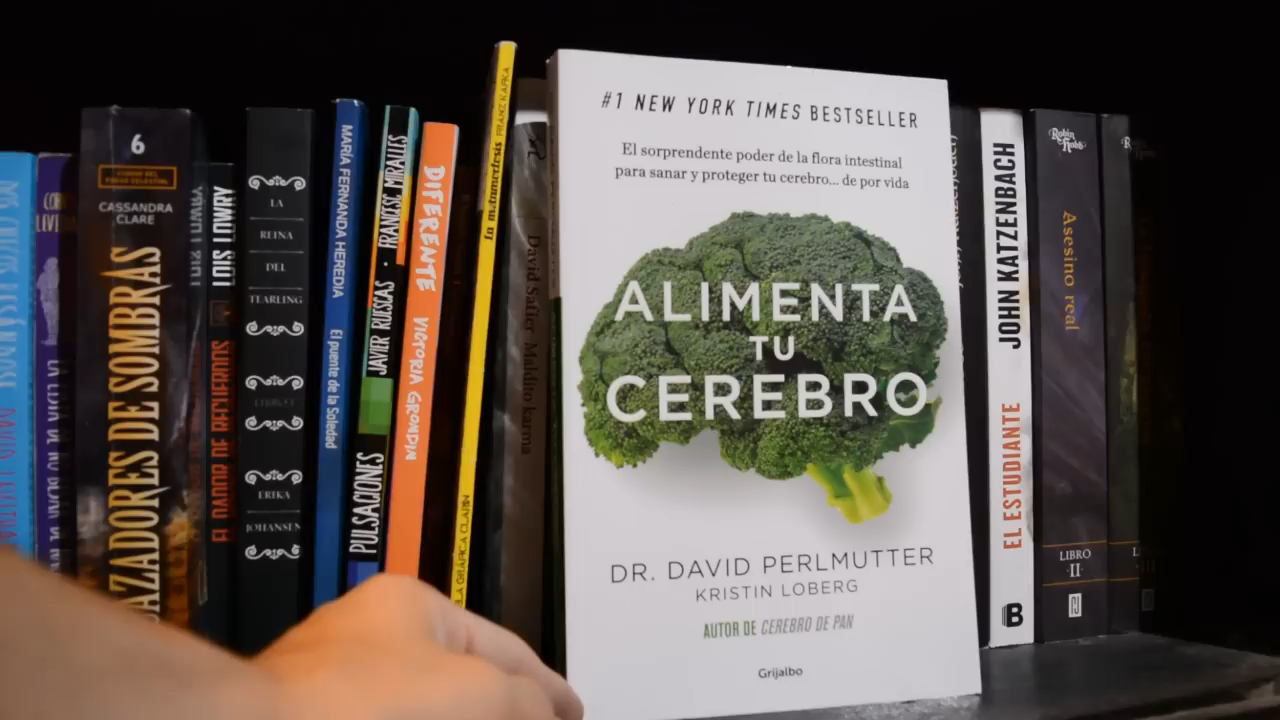 6
CASSANDRA
CLARE
CAZADORES DE SOMBRAS
LOIS LOWRY
EL DADOR DE RECUERDOS
LA
REINA
DEL
TEARLING
ERIKA
JOHANSEN
MARÍA FERNANDA HEREDIA El puente de la Soledad
PULSACIONES JAVIER RUESCAS · FRANCESC MIRALLES
DIFERENTE VICTORIA GRONDIN
la metamorfosis FRANZ KAFKA
David Safier Maldito karma
#1 NEW YORK TIMES BESTSELLER
El sorprendente poder de la flora intestinal
para sanar y proteger tu cerebro... de por vida
ALIMENTA
TU
CEREBRO
DR. DAVID PERLMUTTER
KRISTIN LOBERG
AUTOR DE CEREBRO DE PAN
Grijalbo
EL ESTUDIANTE JOHN KATZENBACH
B
Robin
Hobb
Asesino real
LIBRO
·II·